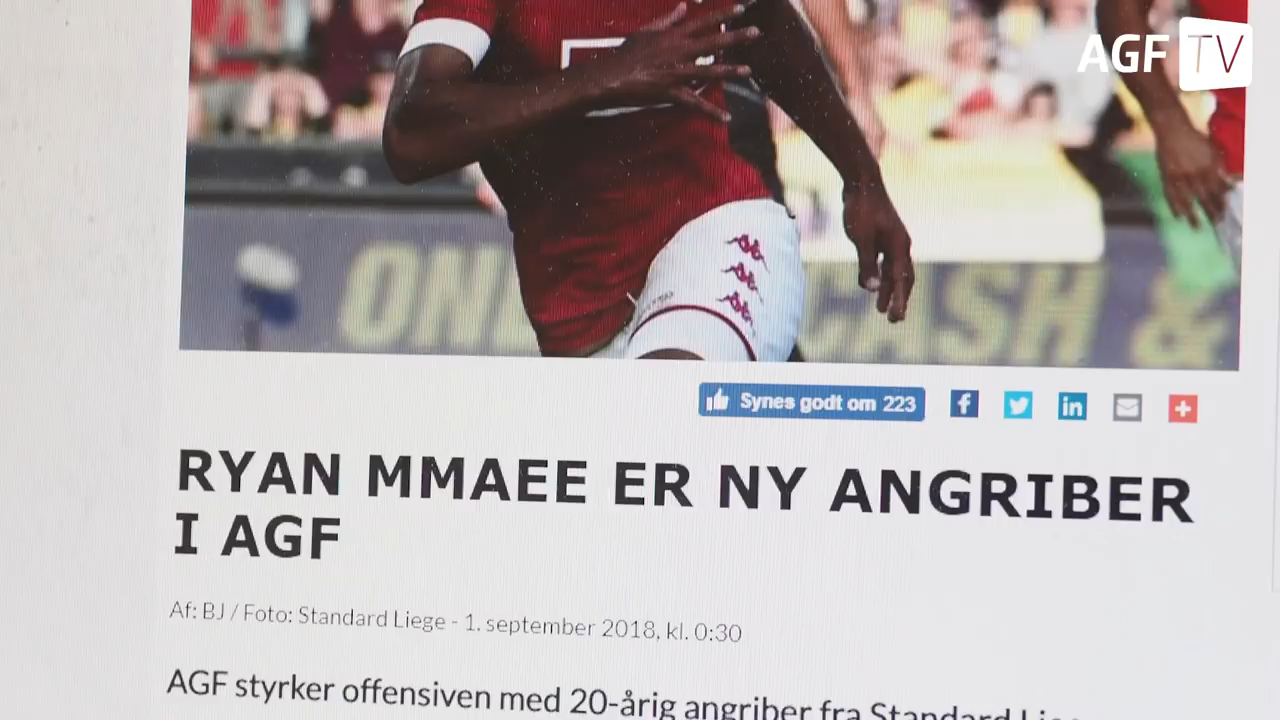 AGF TV
CASH &
Synes godt om 223
RYAN MMAEE ER NY ANGRIBER
I AGF
Af: BJ / Foto: Standard Liege - 1. september 2018, kl. 0:30
AGF styrker offensiven med 20-årig angriber fra Standard